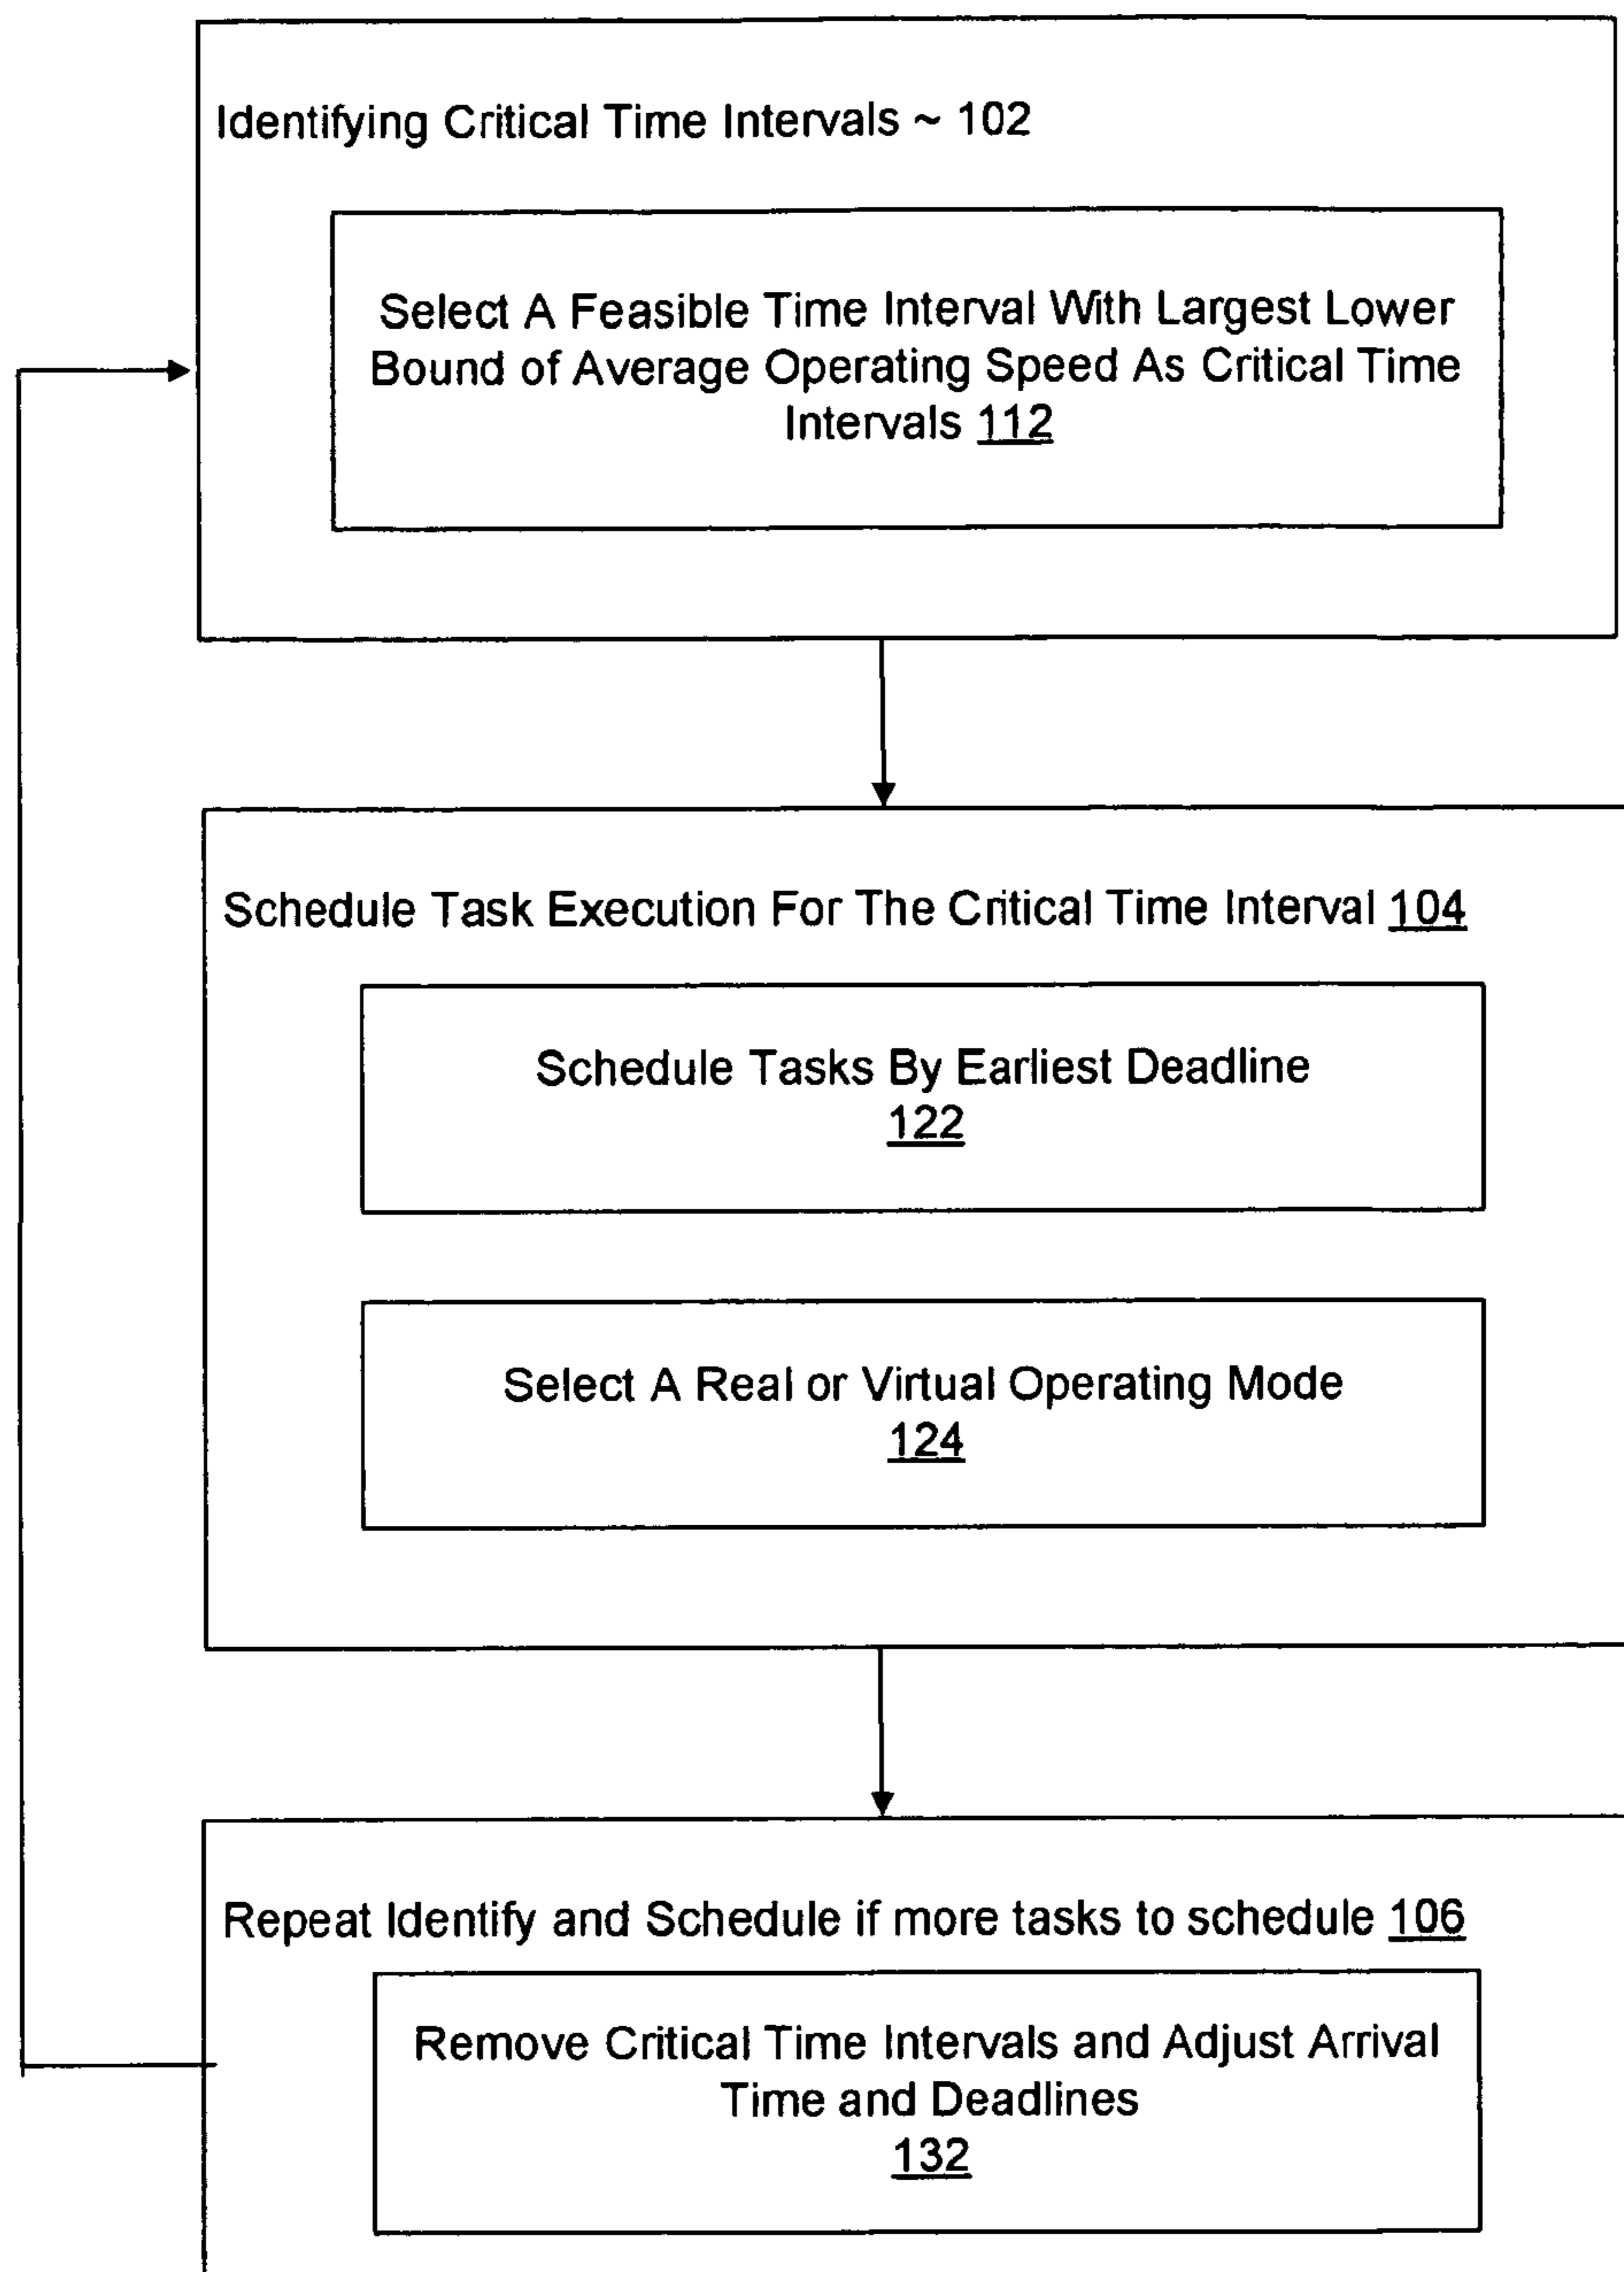 Identifying Critical Time Intervals ~ 102
Select A Feasible Time Interval With Largest Lower
Bound of Average Operating Speed As Critical Time
Intervals 112
Schedule Task Execution For The Critical Time Interval 104
Schedule Tasks By Earliest Deadline
122
Select A Real or Virtual Operating Mode
124
Repeat Identify and Schedule if more tasks to schedule 106
Remove Critical Time Intervals and Adjust Arrival
Time and Deadlines
132